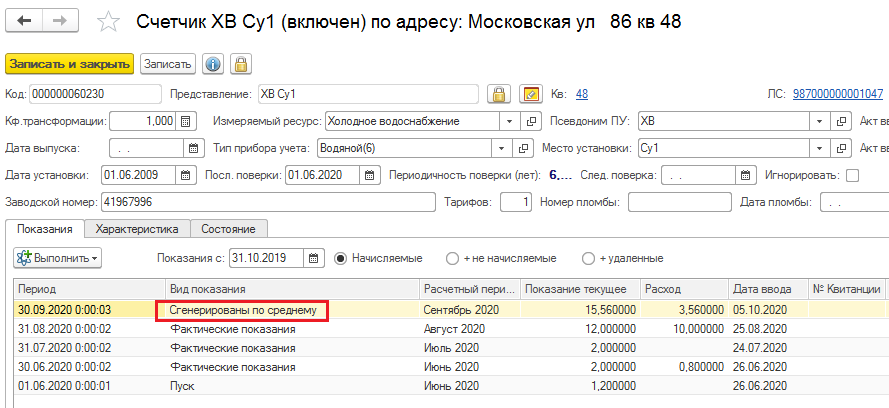 Счетчик ХВ Су1 (включен) по адресу: Московская ул 86 кв 48
Записать и закрыть Записать
Код: 000000060230 Представление: ХВ Су1 Кв: 48 ЛС: 987000000001047
Кф.трансформации: 1,000 Измеряемый ресурс: Холодное водоснабжение Псевдоним ПУ: ХВ Акт вв
Дата выпуска: . . Тип прибора учета: Водяной(6) Место установки: Су1 Акт вв
Дата установки: 01.06.2009 Посл. поверки: 01.06.2020 Периодичность поверки (лет): 6,... След. поверка: . . Игнорировать:
Заводской номер: 41967996 Тарифов: 1 Номер пломбы: Дата пломбы: . .
Показания Характеристика Состояние
Выполнить Показания с: 31.10.2019 Начисляемые + не начисляемые + удаленные
Период Вид показания Расчетный пери... Показание текущее Расход Дата ввода № Квитанции
30.09.2020 0:00:03 Сгенерированы по среднему Сентябрь 2020 15,560000 3,560000 05.10.2020
31.08.2020 0:00:02 Фактические показания Август 2020 12,000000 10,000000 25.08.2020
31.07.2020 0:00:02 Фактические показания Июль 2020 2,000000 24.07.2020
30.06.2020 0:00:02 Фактические показания Июнь 2020 2,000000 0,800000 26.06.2020
01.06.2020 0:00:01 Пуск Июнь 2020 1,200000 26.06.2020